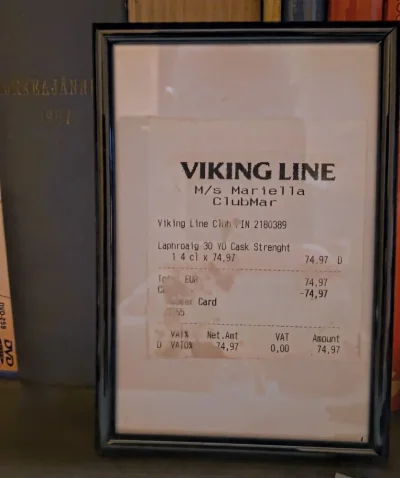 VIKING LINE
M/s Mariella
ClubMar
Viking Line Club PIN 2180389
Laphroaig 30 YO Cask Strenght
1 4 cl x 74,97 74,97 D
EUR 74,97
-74,97
Card
VAT% Net.Amt VAT Amount
D VAT0% 74,97 0,00 74,97
DVD